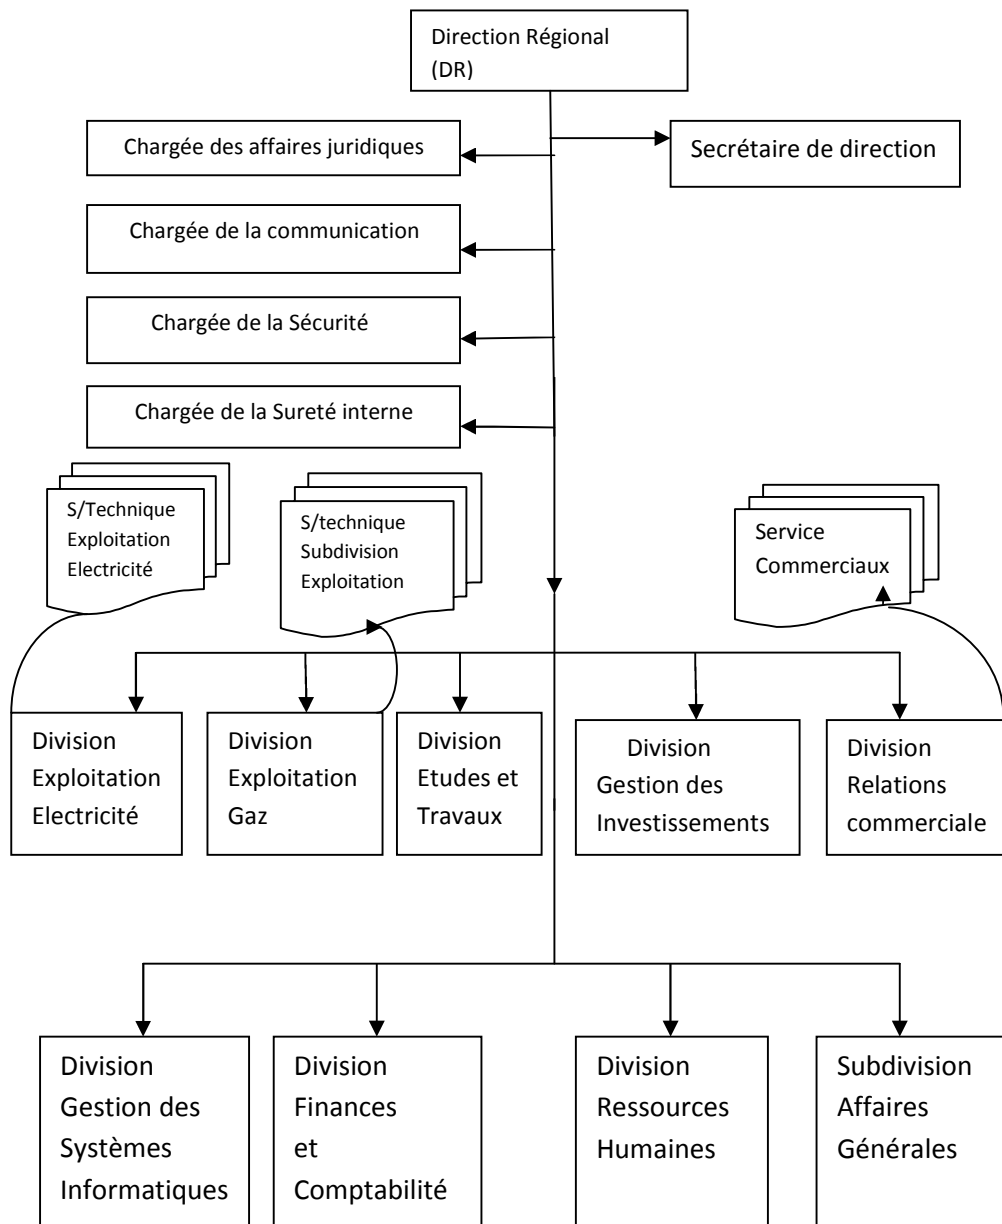 Direction Régional
(DR)
Chargée des affaires juridiques
Secrétaire de direction
Chargée de la communication
Chargée de la Sécurité
Chargée de la Sureté interne
S/Technique
Exploitation
Electricité
S/technique
Subdivision
Exploitation
Service
Commerciaux
Division
Exploitation
Electricité
Division
Exploitation
Gaz
Division
Etudes et
Travaux
Division
Gestion des
Investissements
Division
Relations
commerciale
Division
Gestion des
Systèmes
Informatiques
Division
Finances
et
Comptabilité
Division
Ressources
Humaines
Subdivision
Affaires
Générales